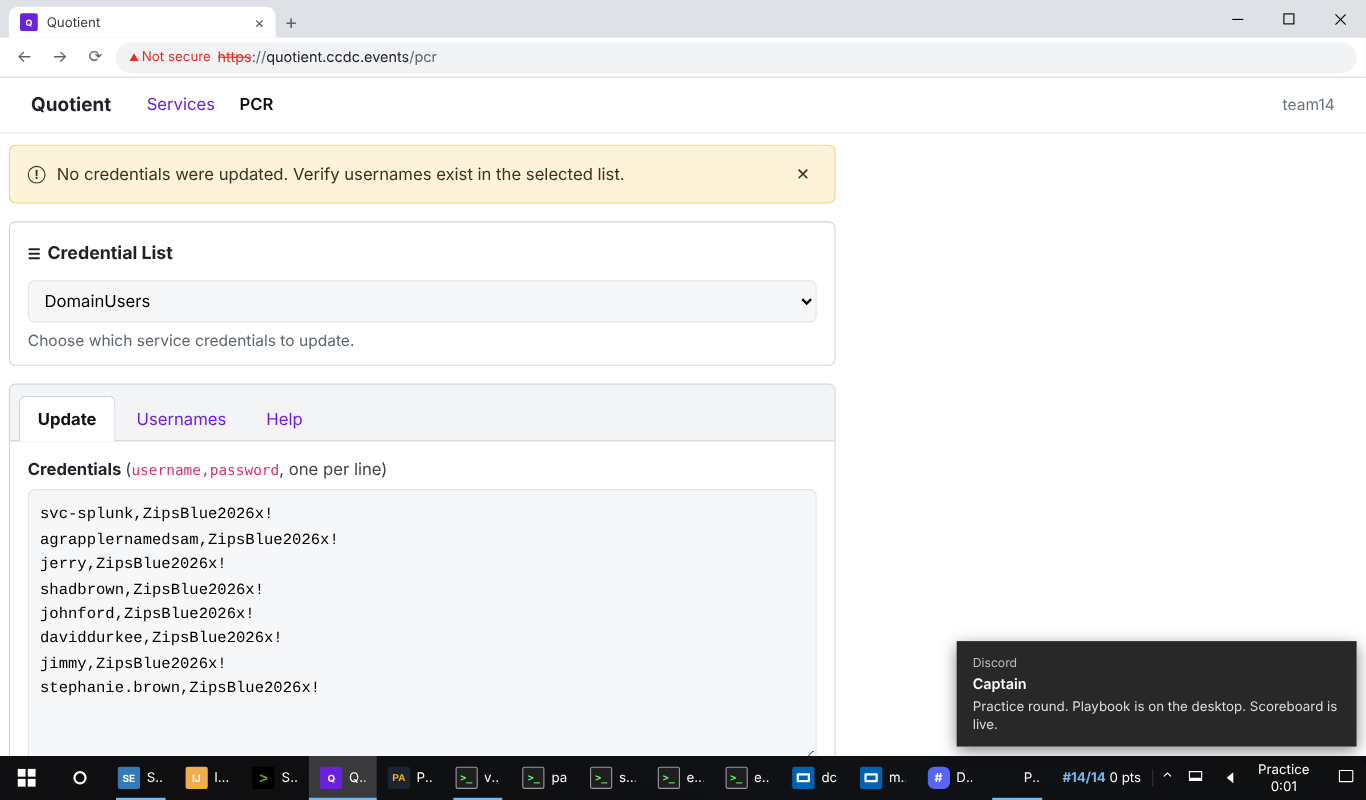 Q Quotient × +
Not secure https://quotient.ccdc.events/pcr
Quotient Services PCR team14
No credentials were updated. Verify usernames exist in the selected list. ×
Credential List
DomainUsers
Choose which service credentials to update.
Update Usernames Help
Credentials (username,password, one per line)
svc-splunk,ZipsBlue2026x!
agrapplernamedsam,ZipsBlue2026x!
jerry,ZipsBlue2026x!
shadbrown,ZipsBlue2026x!
johnford,ZipsBlue2026x!
daviddurkee,ZipsBlue2026x!
jimmy,ZipsBlue2026x!
stephanie.brown,ZipsBlue2026x!
Discord
Captain
Practice round. Playbook is on the desktop. Scoreboard is
live.
SE S.. IJ I... > S.. Q Q.. PA P.. >_ v.. >_ pa >_ s... >_ e.. >_ e.. dc m.. # D.. P.. #14/14 0 pts ^ Practice
0:01